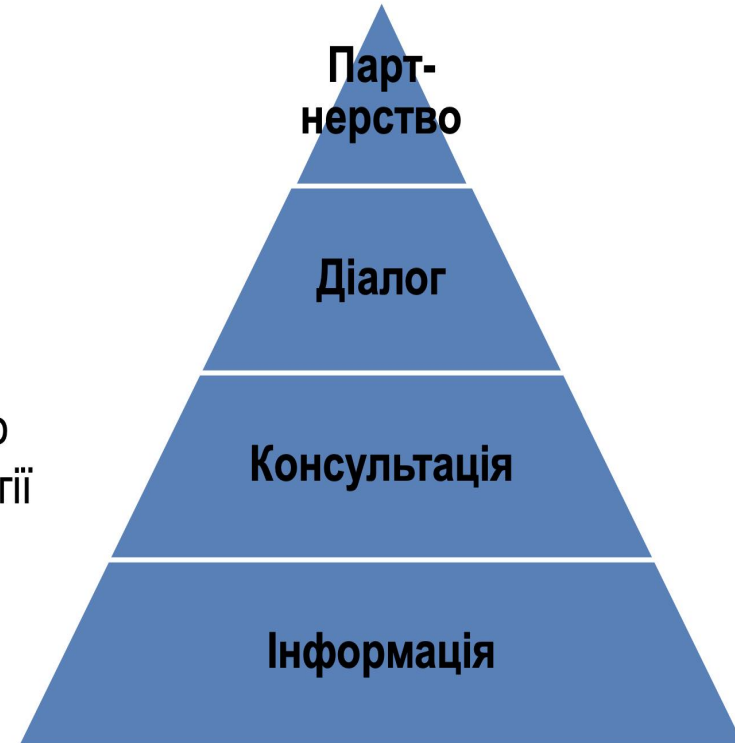 Парт-
нерство
Діалог
Консультація
Інформація